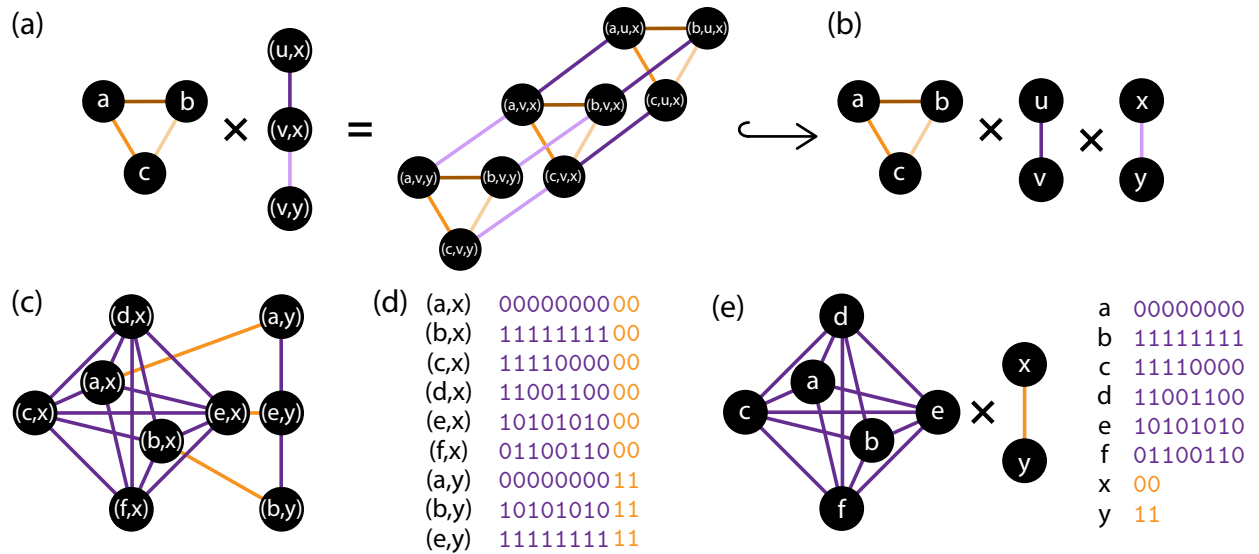 (a)
a
b
c
×
(u,x)
(v,x)
(v,y)
=
(a,u,x)
(b,u,x)
(c,u,x)
(a,v,x)
(b,v,x)
(c,v,x)
(a,v,y)
(b,v,y)
(c,v,y)
(b)
a
b
c
×
u
v
×
x
y
(c)
(d,x)
(a,y)
(a,x)
(c,x)
(e,x)
(e,y)
(b,x)
(f,x)
(b,y)
(d)
(a,x) 0000000000
(b,x) 1111111100
(c,x) 1111000000
(d,x) 1100110000
(e,x) 1010101000
(f,x) 0110011000
(a,y) 0000000011
(b,y) 1010101011
(e,y) 1111111111
(e)
d
a
c
e
b
f
×
x
y
a 00000000
b 11111111
c 11110000
d 11001100
e 10101010
f 01100110
x 00
y 11